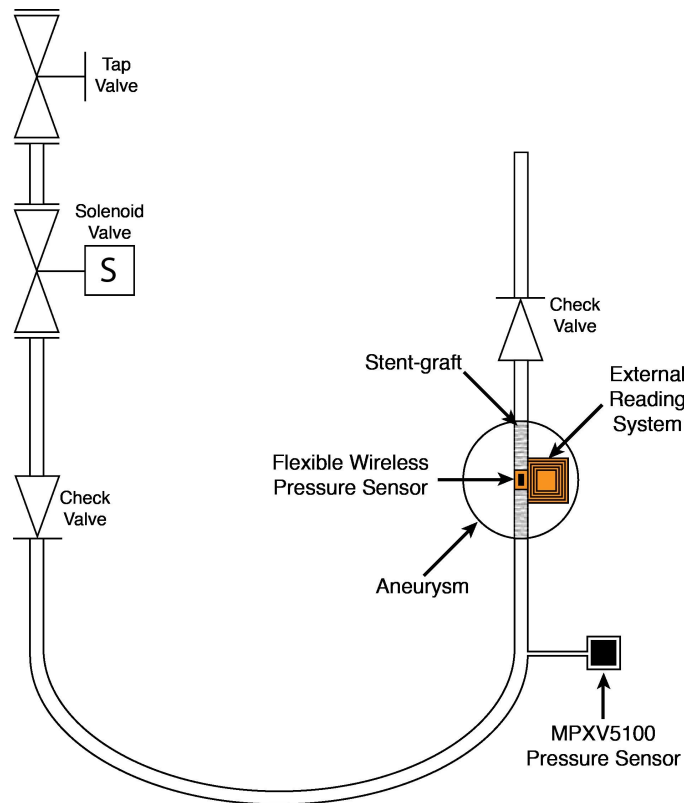 Tap
Valve
Solenoid
Valve
S
Check
Valve
Stent-graft
External
Reading
System
Flexible Wireless
Pressure Sensor
Check
Valve
Aneurysm
MPXV5100
Pressure Sensor